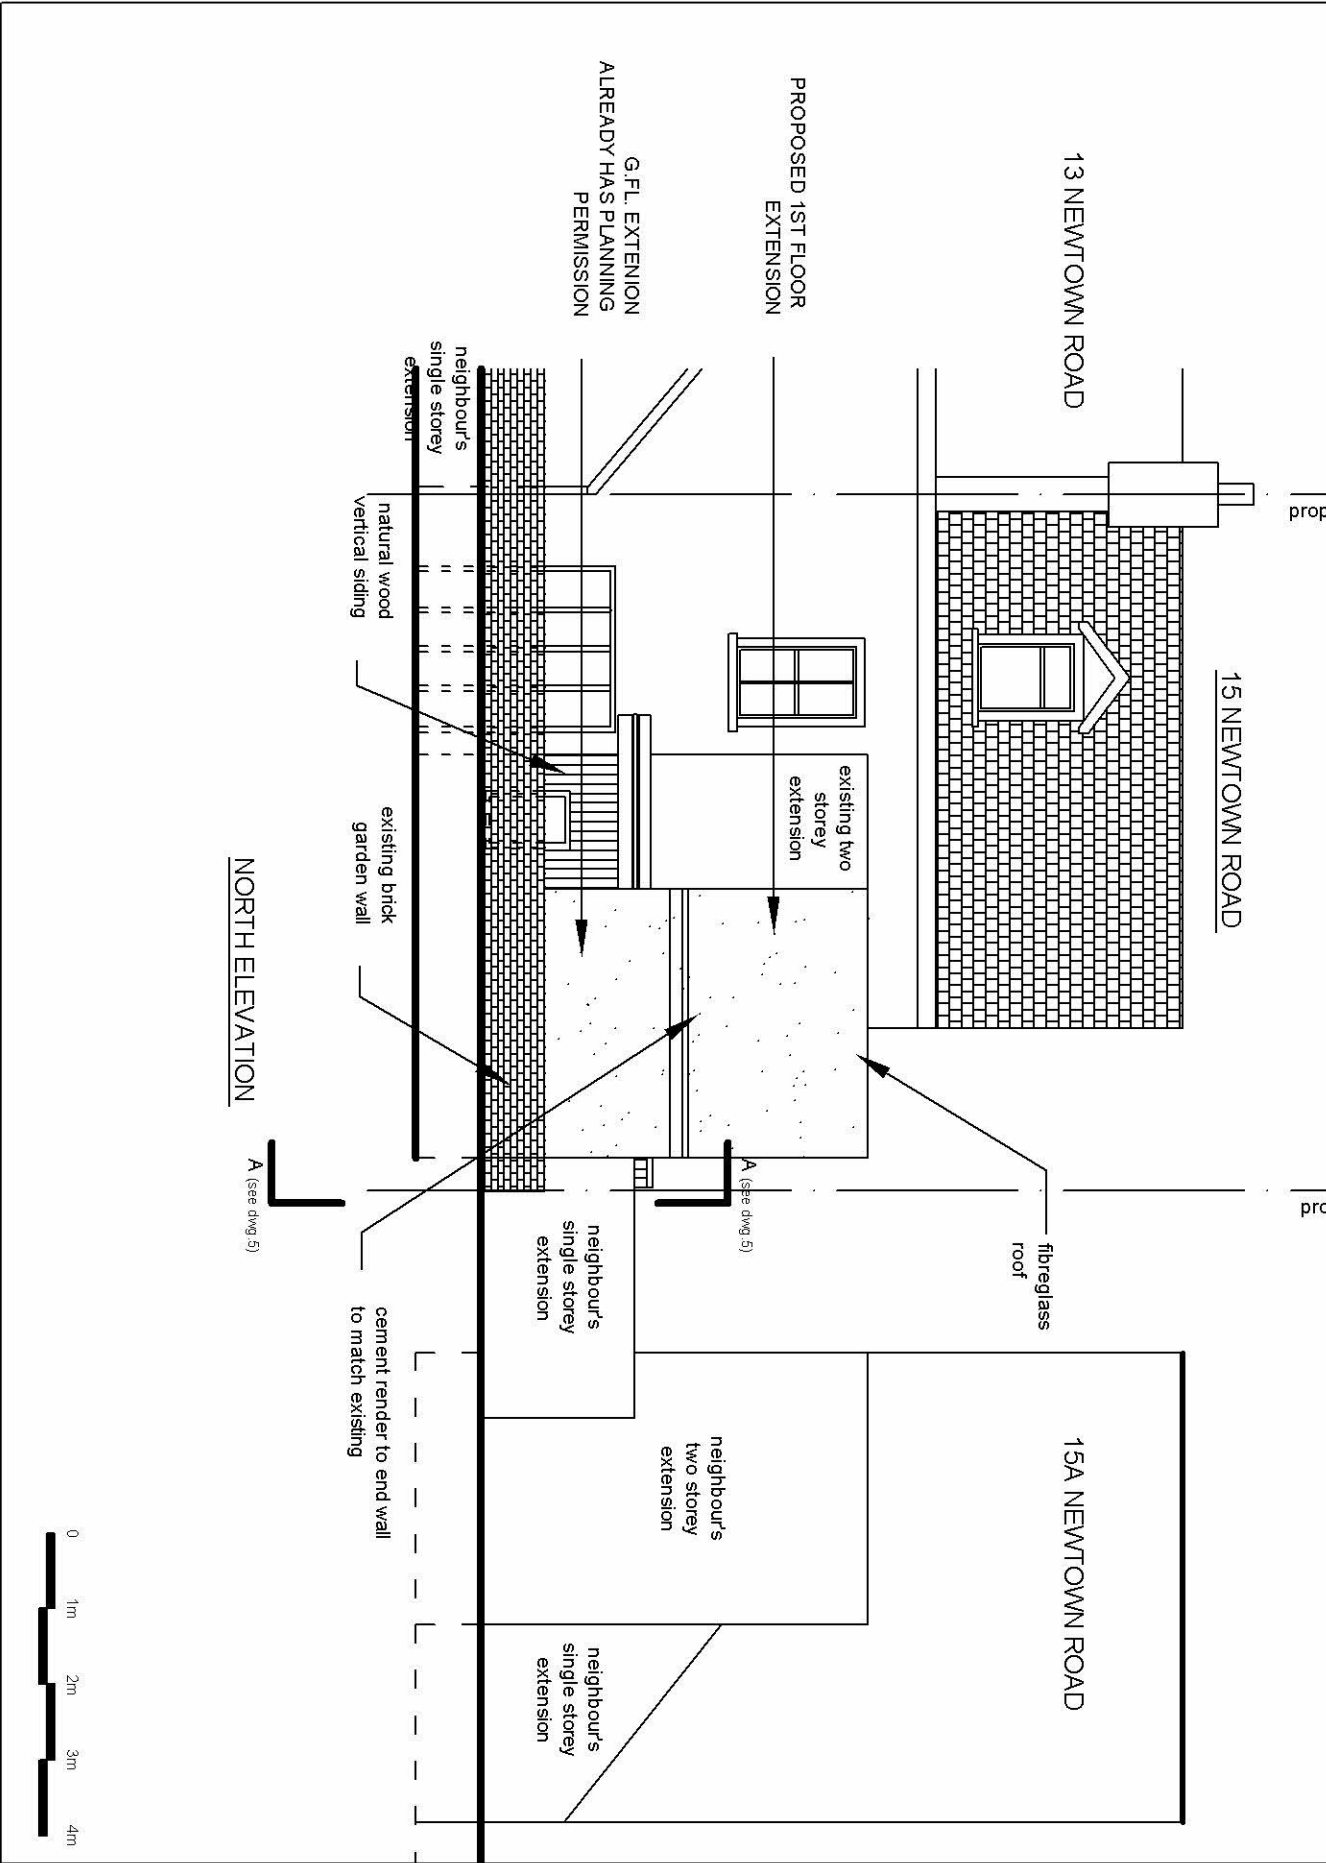 15 NEWTOWN ROAD
13 NEWTOWN ROAD
15A NEWTOWN ROAD
fibreglass
roof
PROPOSED 1ST FLOOR
EXTENSION
existing two
storey
extension
A (see dwg.5)
neighbour's
two storey
extension
G.FL. EXTENION
ALREADY HAS PLANNING
PERMISSION
neighbour's
single storey
extension
neighbour's
single storey
extension
neighbour's
single storey
extension
natural wood
vertical siding
existing brick
garden wall
cement render to end wall
to match existing
A (see dwg.5)
NORTH ELEVATION
0 1m 2m 3m 4m
prop
pro